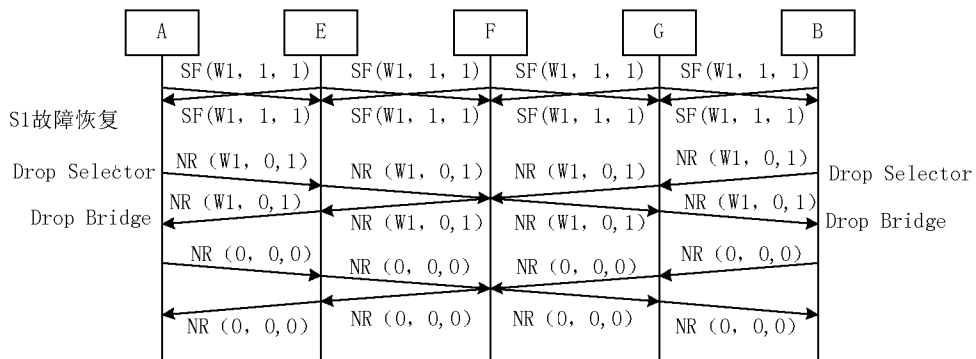 A E F G B
SF(W1, 1, 1) SF(W1, 1, 1) SF(W1, 1, 1) SF(W1, 1, 1)
SF(W1, 1, 1) SF(W1, 1, 1) SF(W1, 1, 1) SF(W1, 1, 1)
S1故障恢复
NR (W1, 0,1) NR (W1, 0,1) NR (W1, 0,1) NR (W1, 0,1)
Drop Selector Drop Selector
NR (W1, 0,1) NR (W1, 0,1) NR (W1, 0,1) NR (W1, 0,1)
Drop Bridge Drop Bridge
NR (0, 0,0) NR (0, 0,0) NR (0, 0,0) NR (0, 0,0)
NR (0, 0,0) NR (0, 0,0) NR (0, 0,0) NR (0, 0,0)